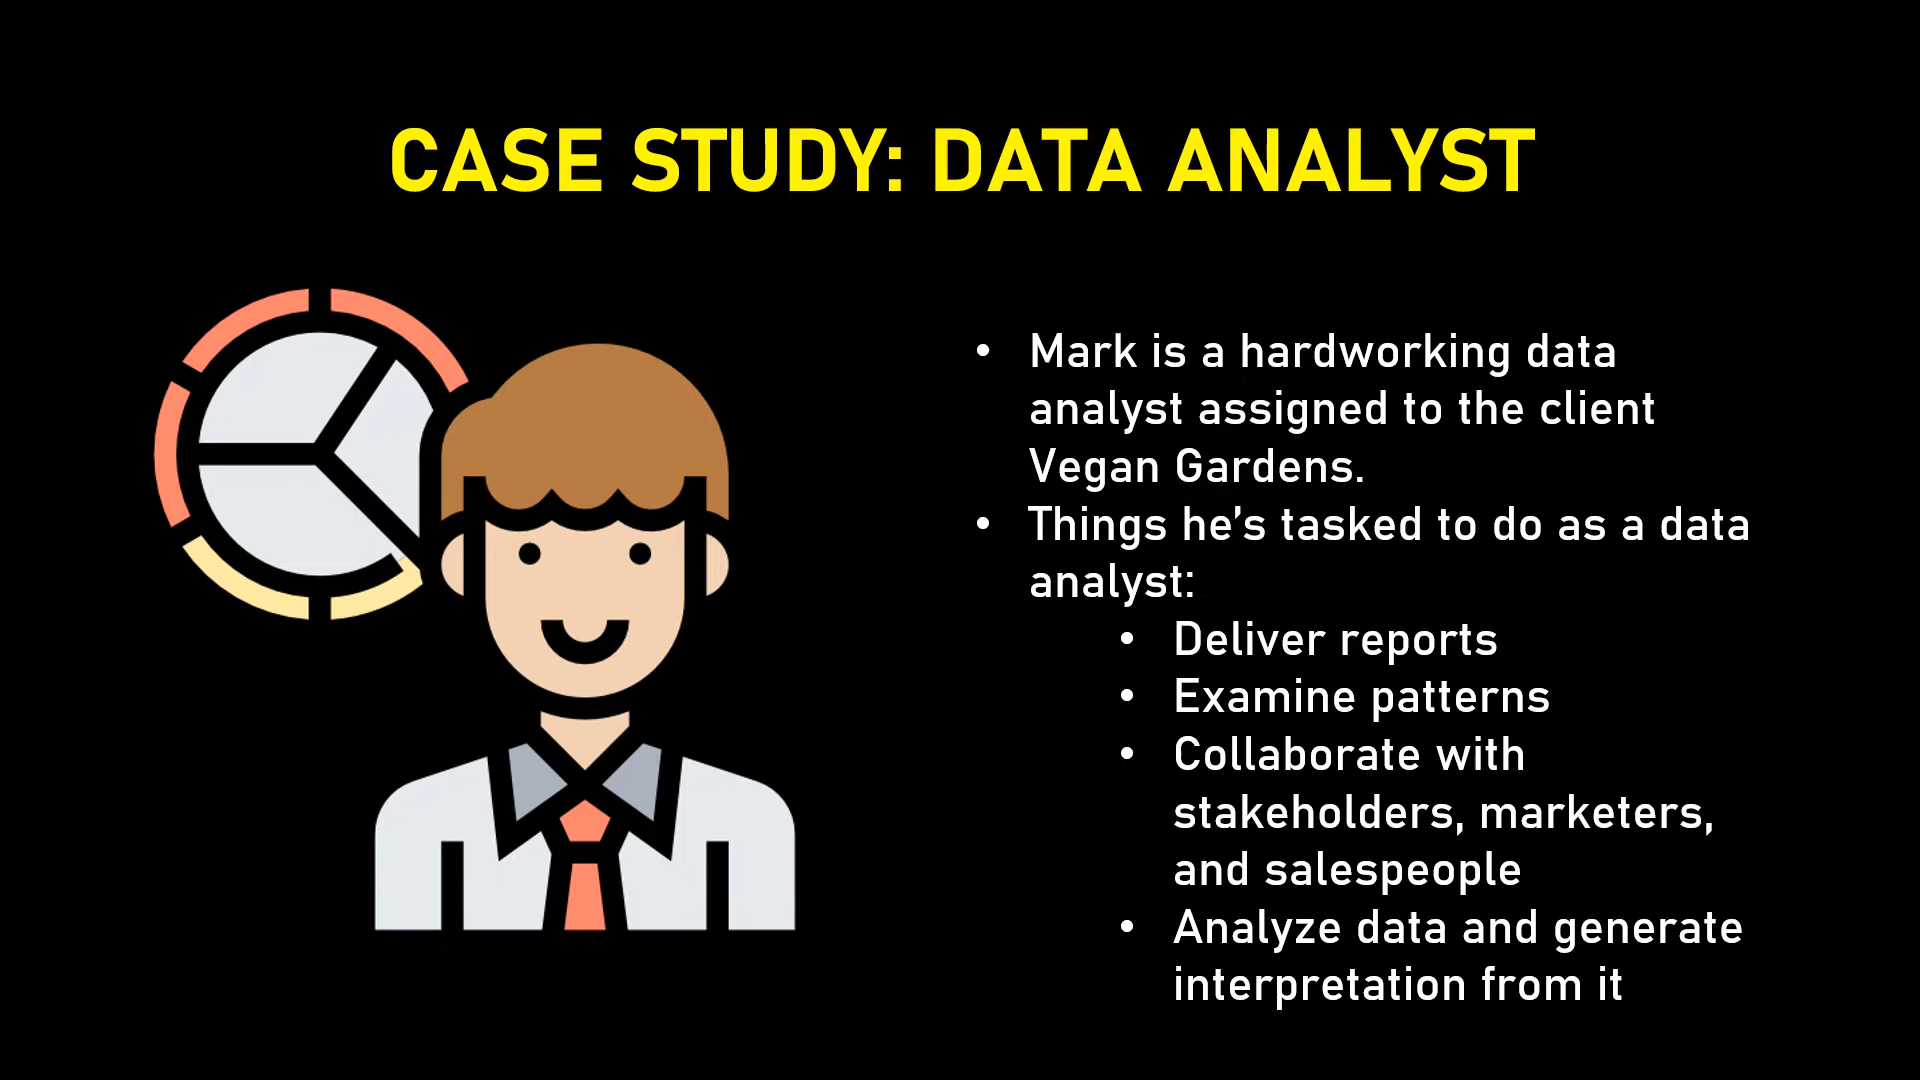 CASE STUDY: DATA ANALYST
• Mark is a hardworking data
analyst assigned to the client
Vegan Gardens.
• Things he’s tasked to do as a data
analyst:
• Deliver reports
• Examine patterns
• Collaborate with
stakeholders, marketers,
and salespeople
• Analyze data and generate
interpretation from it